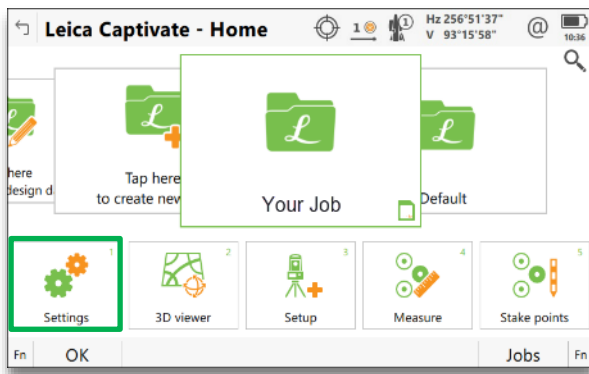 Leica Captivate - Home
1
1
Hz 256°51'37"
V 93°15'58"
@
10:36
here
design d
Tap here
to create new
Your Job
Default
1
Settings
2
3D viewer
3
Setup
4
Measure
5
Stake points
Fn
OK
Jobs
Fn